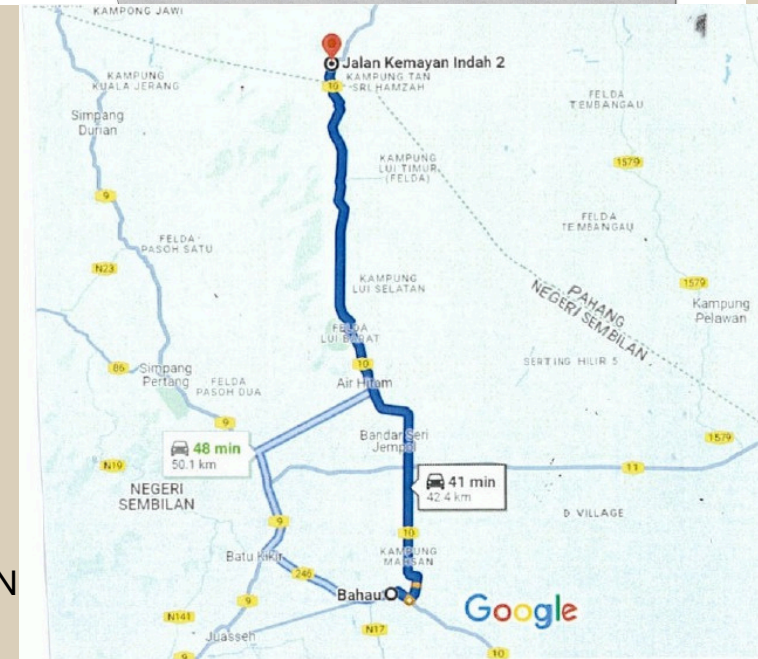 KAMPONG JAWI
Jalan Kemayan Indah 2
KAMPUNG
KUALA JERANG
10
KAMPUNG TAN
SRI HAMZAH
FELDA
TEMBANGAU
Simpang
Durian
KAMPUNG
LUI TIMUR
(FELDA)
1579
9
FELDA
TEMBANGAU
FELDA
PASOH SATU
N23
KAMPUNG
LUI SELATAN
1579
PAHANG
NEGERI SEMBILAN
Kampung
Pelawan
FELDA
LUI BARAT
86
Simpang
Pertang
FELDA
PASOH DUA
10
Air Hitam
SERTING HILIR 5
9
Bandar Seri
Jempol
1579
48 min
50.1 km
N19
11
41 min
42.4 km
NEGERI
SEMBILAN
D VILLAGE
9
10
Batu Kikir
KAMPUNG
MAHSAN
246
N
Bahau
9
Google
N141
N17
Juasseh
9
10